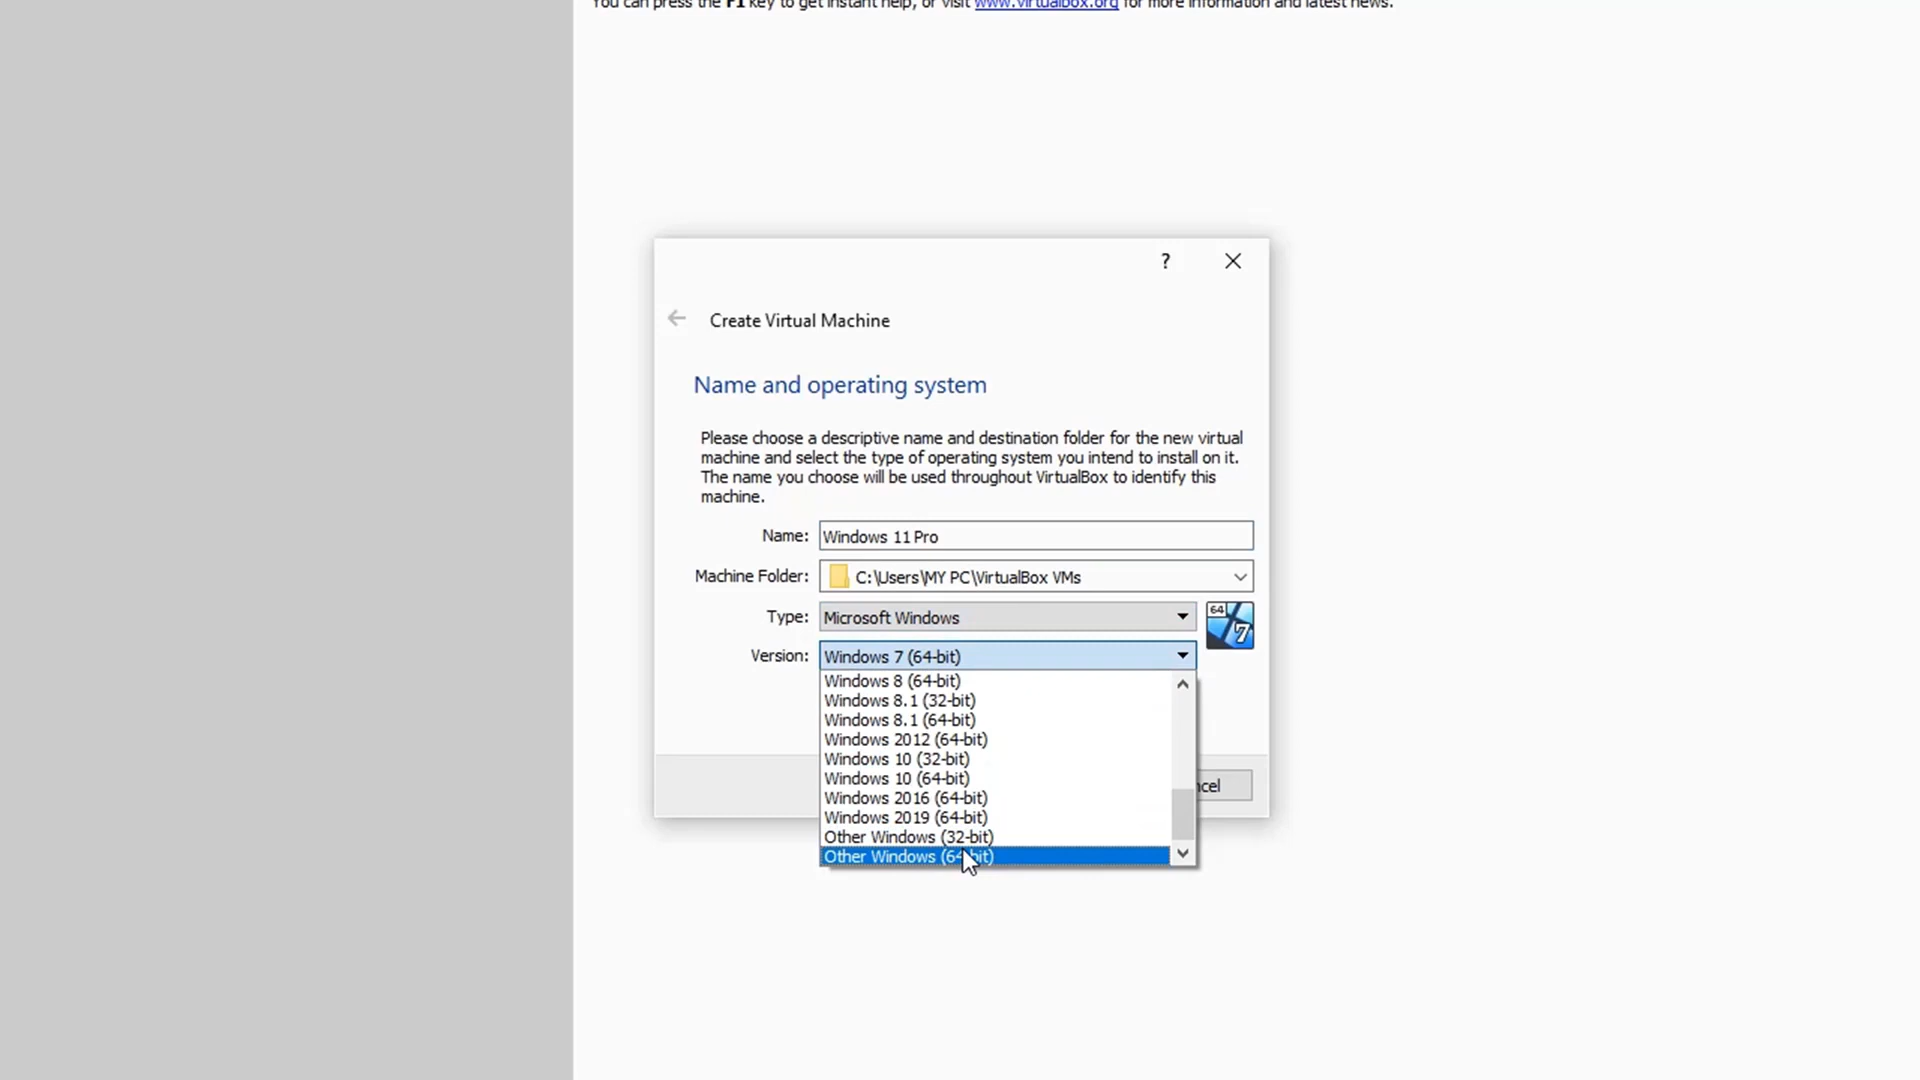 You can press the F1 key to get instant help, or visit www.virtualbox.org for more information and latest news.
?
Create Virtual Machine
Name and operating system
Please choose a descriptive name and destination folder for the new virtual
machine and select the type of operating system you intend to install on it.
The name you choose will be used throughout VirtualBox to identify this
machine.
Name: Windows 11 Pro
Machine Folder: C:\Users\MY PC\VirtualBox VMs
Type: Microsoft Windows
64
7
Version: Windows 7 (64-bit)
Windows 8 (64-bit)
Windows 8.1 (32-bit)
Windows 8.1 (64-bit)
Windows 2012 (64-bit)
Windows 10 (32-bit)
Windows 10 (64-bit)
ncel
Windows 2016 (64-bit)
Windows 2019 (64-bit)
Other Windows (32-bit)
Other Windows (64-bit)